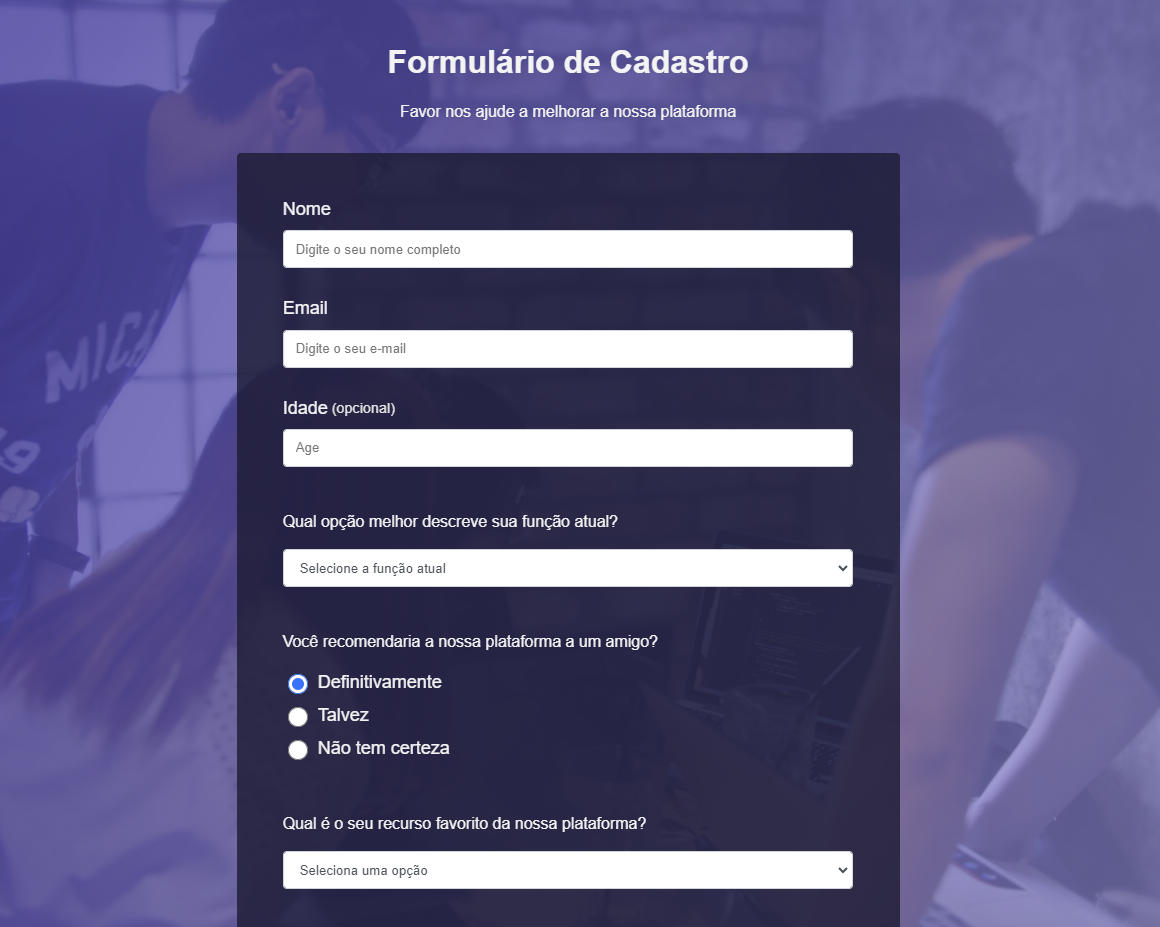 Formulário de Cadastro
Favor nos ajude a melhorar a nossa plataforma
Nome
Digite o seu nome completo
Email
Digite o seu e-mail
Idade (opcional)
Age
Qual opção melhor descreve sua função atual?
Selecione a função atual
Você recomendaria a nossa plataforma a um amigo?
Definitivamente
Talvez
Não tem certeza
Qual é o seu recurso favorito da nossa plataforma?
Seleciona uma opção